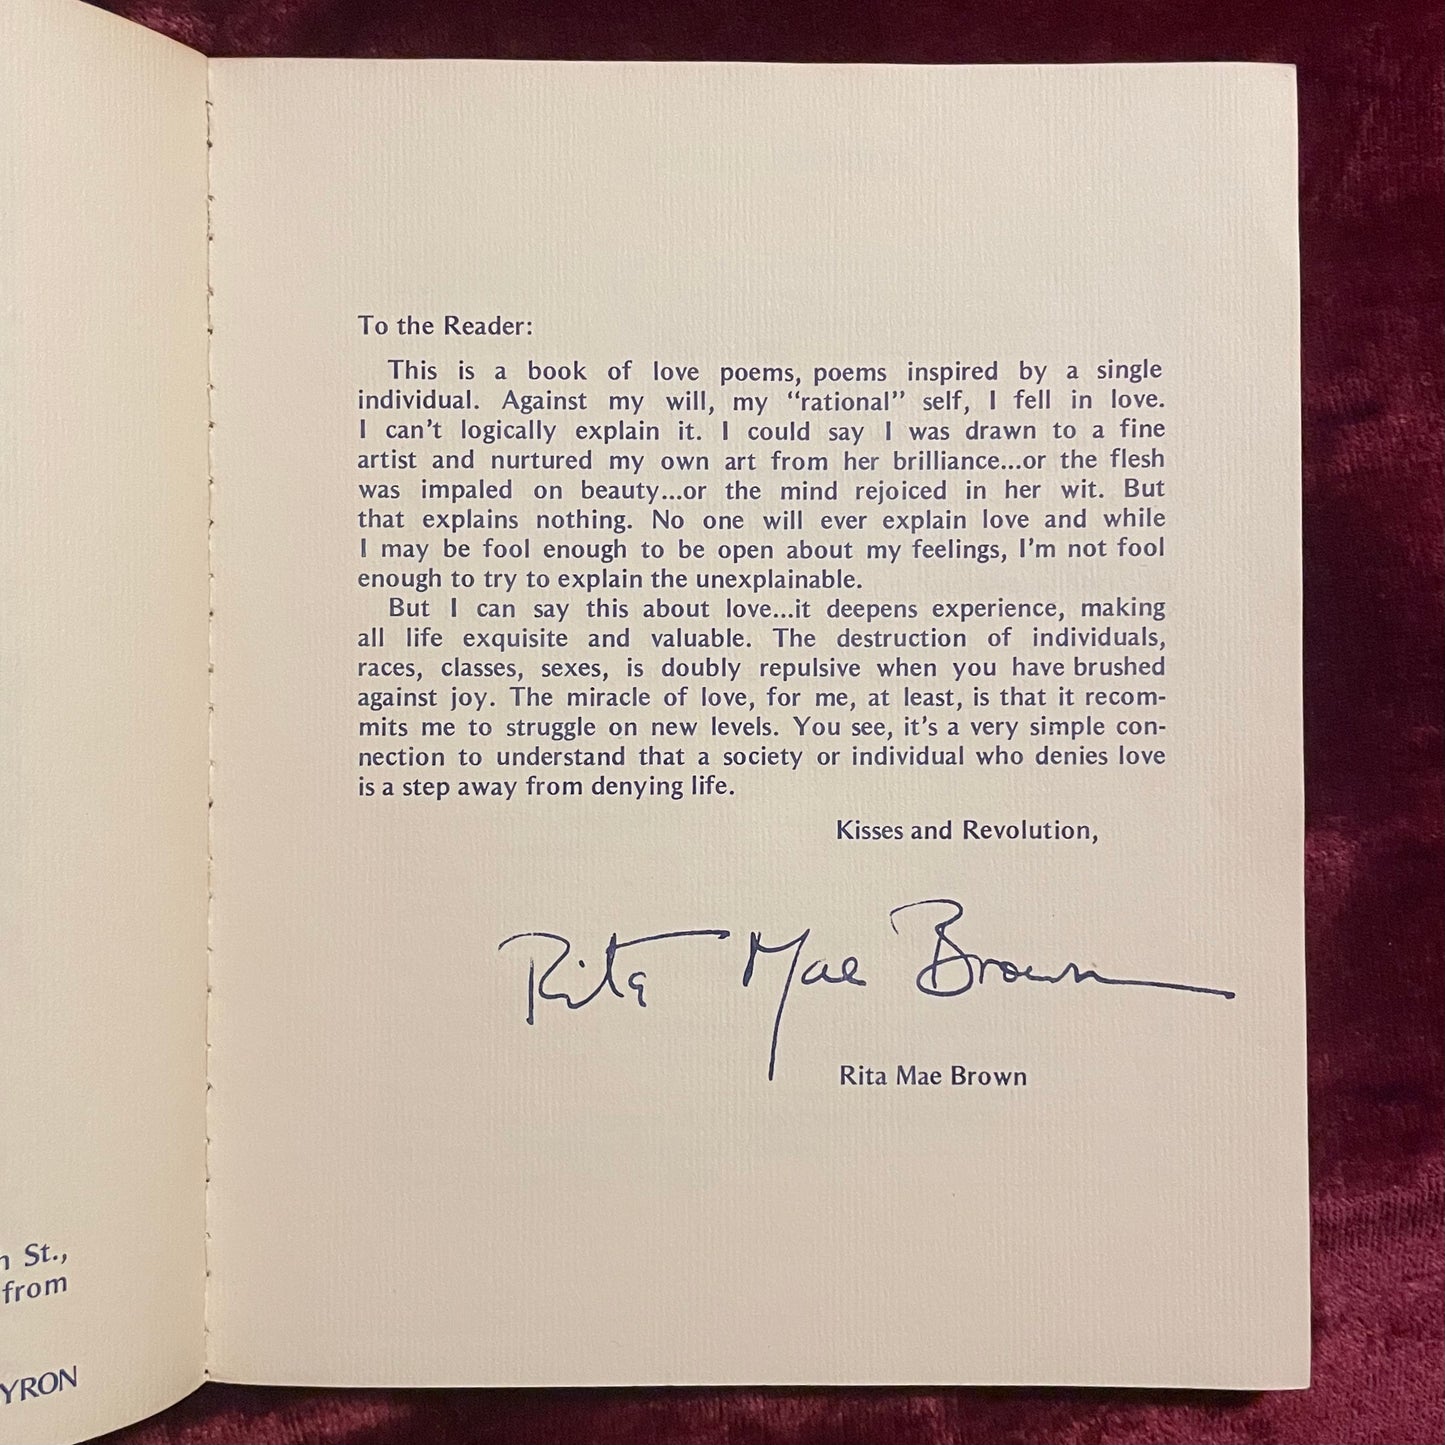 To the Reader:
This is a book of love poems, poems inspired by a single
individual. Against my will, my “rational” self, I fell in love.
I can't logically explain it. I could say I was drawn to a fine
artist and nurtured my own art from her brilliance...or the flesh
was impaled on beauty...or the mind rejoiced in her wit. But
that explains nothing. No one will ever explain love and while
I may be fool enough to be open about my feelings, I'm not fool
enough to try to explain the unexplainable.
But I can say this about love...it deepens experience, making
all life exquisite and valuable. The destruction of individuals,
races, classes, sexes, is doubly repulsive when you have brushed
against joy. The miracle of love, for me, at least, is that it recom-
mits me to struggle on new levels. You see, it's a very simple con-
nection to understand that a society or individual who denies love
is a step away from denying life.
Kisses and Revolution,
Rita Mae Brown
Rita Mae Brown
St.,
from
YRON